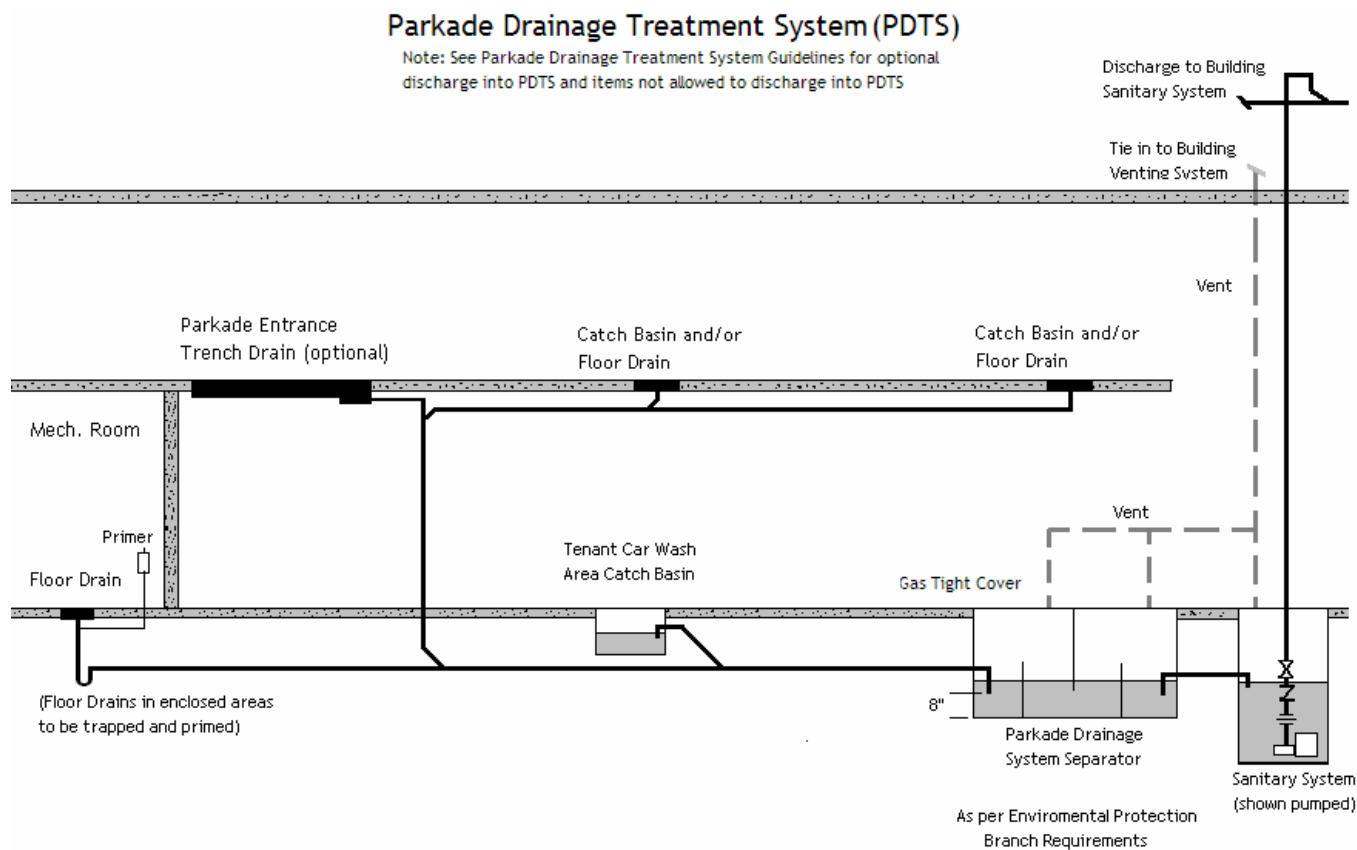 Parkade Drainage Treatment System (PDTS)
Note: See Parkade Drainage Treatment System Guidelines for optional
discharge into PDTS and items not allowed to discharge into PDTS
Discharge to Building
Sanitary System
Tie in to Building
Venting System
Vent
Parkade Entrance
Trench Drain (optional)
Catch Basin and/or
Floor Drain
Catch Basin and/or
Floor Drain
Mech. Room
Vent
Primer
Tenant Car Wash
Area Catch Basin
Floor Drain
Gas Tight Cover
(Floor Drains in enclosed areas
to be trapped and primed)
8"
Parkade Drainage
System Separator
Sanitary System
(shown pumped)
As per Enviromental Protection
Branch Requirements